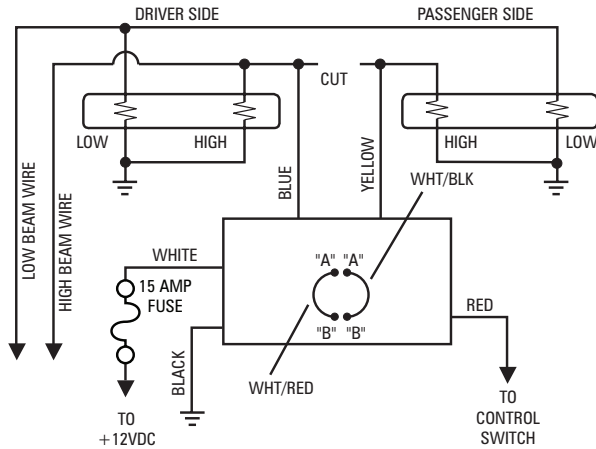 DRIVER SIDE
PASSENGER SIDE
CUT
LOW
HIGH
HIGH
LOW
LOW BEAM WIRE
HIGH BEAM WIRE
BLUE
YELLOW
WHT/BLK
WHITE
15 AMP
FUSE
"A" "A"
"B" "B"
RED
BLACK
WHT/RED
TO
+12VDC
TO
CONTROL
SWITCH